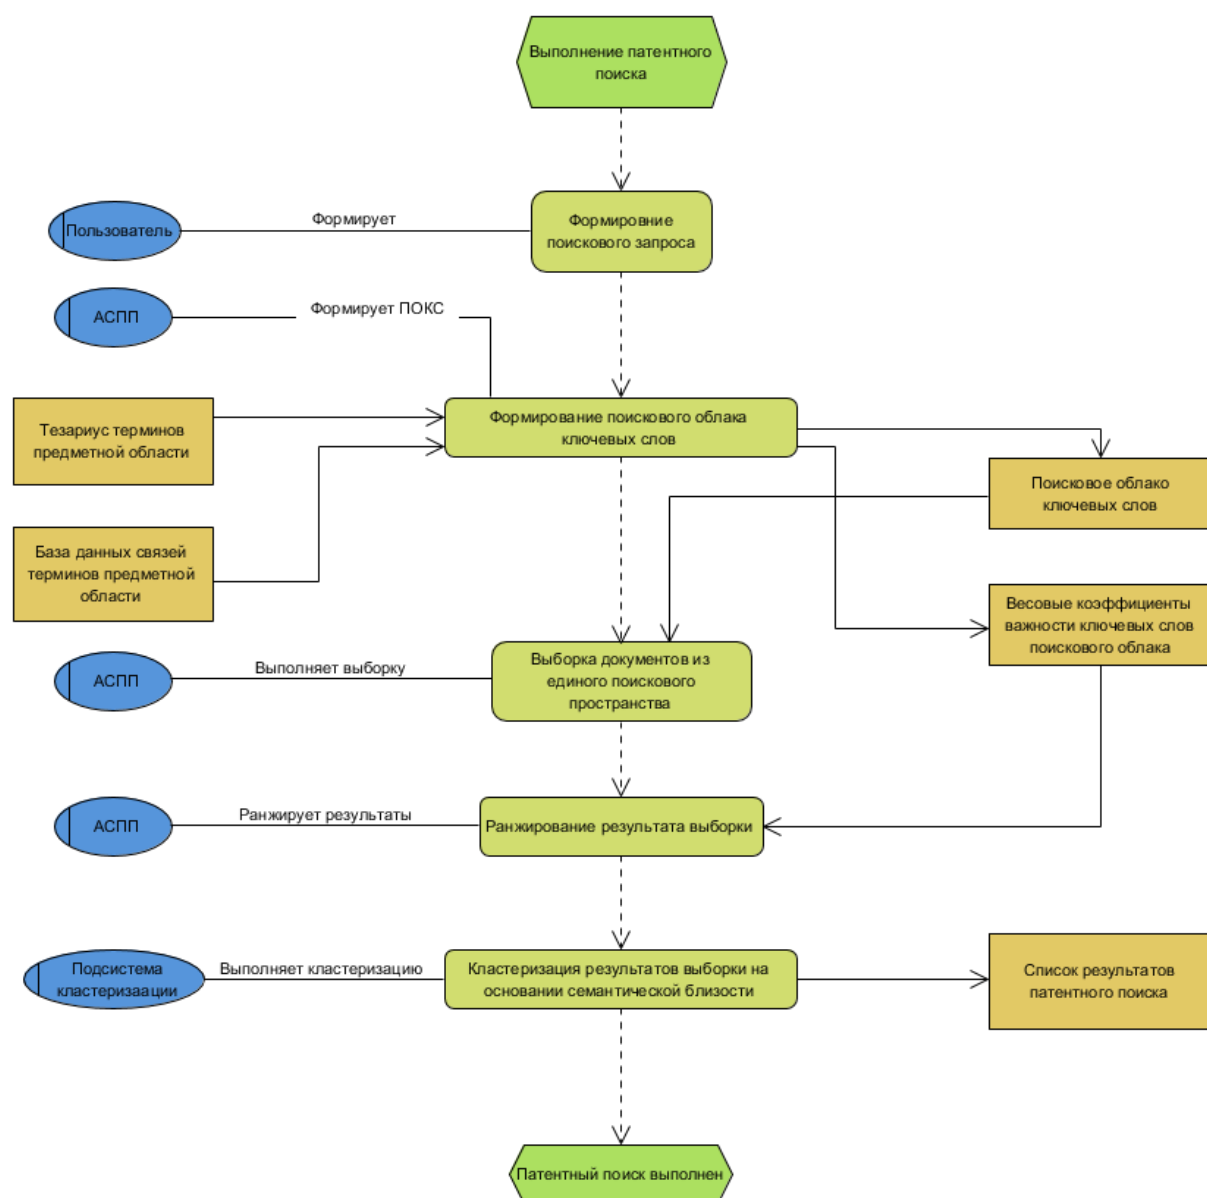 Выполнение патентного
поиска
Пользователь
Формирует
Формировние
поискового запроса
АСПП
Формирует ПОКС
Тезариус терминов
предметной области
Формирование поискового облака
ключевых слов
Поисковое облако
ключевых слов
База данных связей
терминов предметной
области
Весовые коэффициенты
важности ключевых слов
поискового облака
АСПП
Выполняет выборку
Выборка документов из
единого поискового
пространства
АСПП
Ранжирует результаты
Ранжирование результата выборки
Подсистема
кластеризаации
Выполняет кластеризацию
Кластеризация результатов выборки на
основании семантической близости
Список результатов
патентного поиска
Патентный поиск выполнен